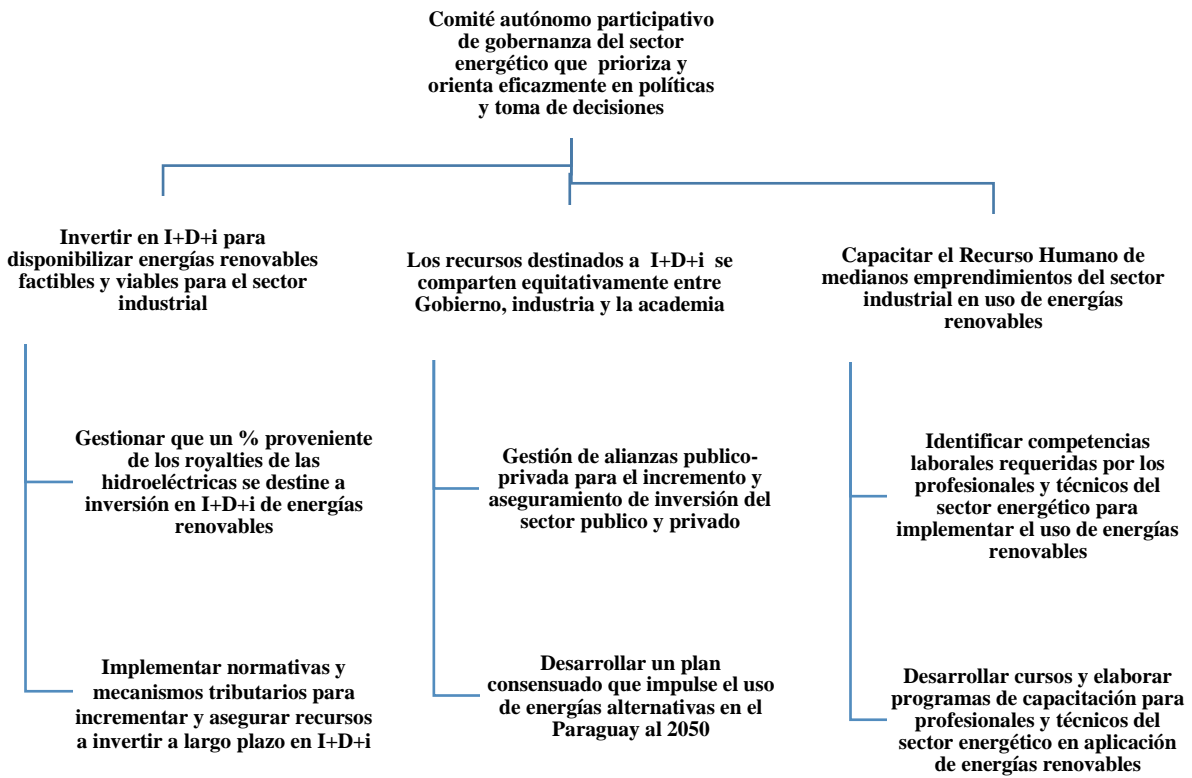 Comité autónomo participativo
de gobernanza del sector
energético que prioriza y
orienta eficazmente en políticas
y toma de decisiones
Invertir en I+D+i para
disponibilizar energías renovables
factibles y viables para el sector
industrial
Gestionar que un % proveniente
de los royalties de las
hidroeléctricas se destine a
inversión en I+D+i de energías
renovables
Implementar normativas y
mecanismos tributarios para
incrementar y asegurar recursos
a invertir a largo plazo en I+D+i
Los recursos destinados a I+D+i se
comparten equitativamente entre
Gobierno, industria y la academia
Gestión de alianzas publico-
privada para el incremento y
aseguramiento de inversión del
sector publico y privado
Desarrollar un plan
consensuado que impulse el uso
de energías alternativas en el
Paraguay al 2050
Capacitar el Recurso Humano de
medianos emprendimientos del sector
industrial en uso de energías
renovables
Identificar competencias
laborales requeridas por los
profesionales y técnicos del
sector energético para
implementar el uso de energías
renovables
Desarrollar cursos y elaborar
programas de capacitación para
profesionales y técnicos del
sector energético en aplicación
de energías renovables